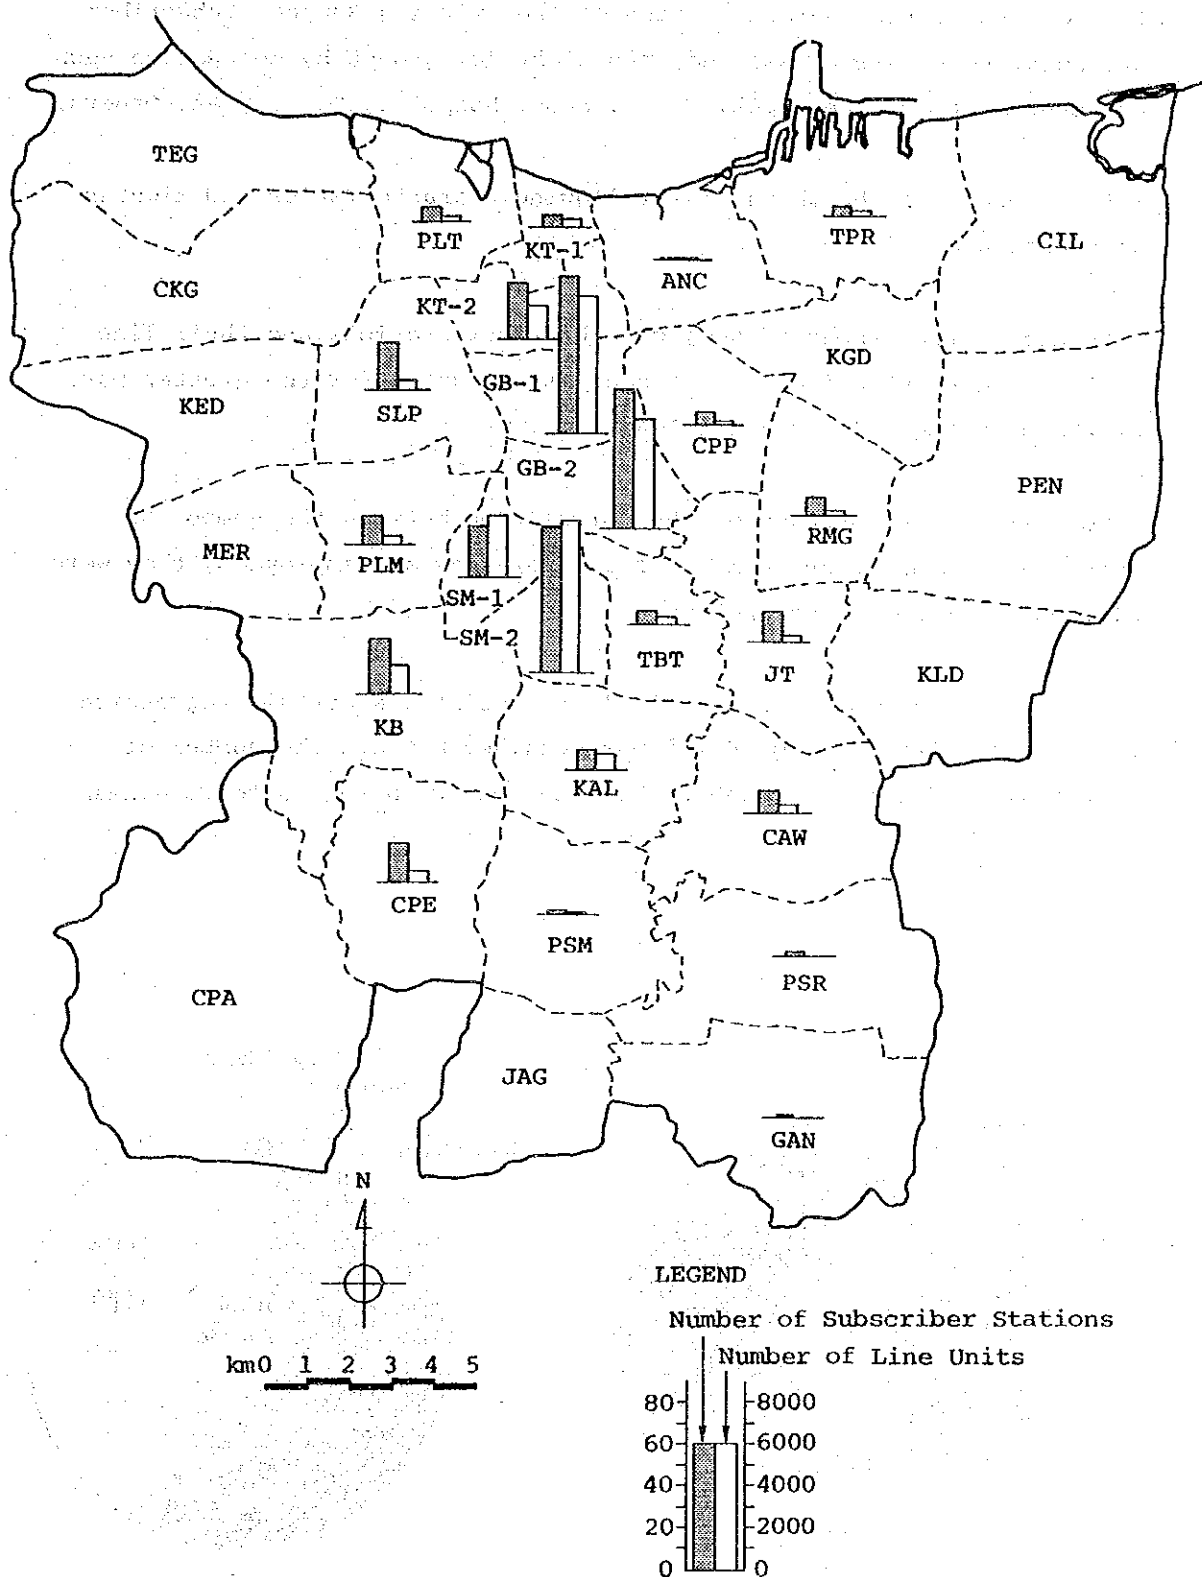 TEG
PLT
KT-1
TPR
CIL
CKG
KT-2
ANC
KED
SLP
GB-1
KGD
GB-2
CPP
PEN
MER
PLM
RMG
SM-1
SM-2
TBT
JT
KLD
KB
KAL
CAW
CPE
PSM
PSR
CPA
JAG
GAN
N
km0 1 2 3 4 5
LEGEND
Number of Subscriber Stations
Number of Line Units
80 8000
60 6000
40 4000
20 2000
0 0